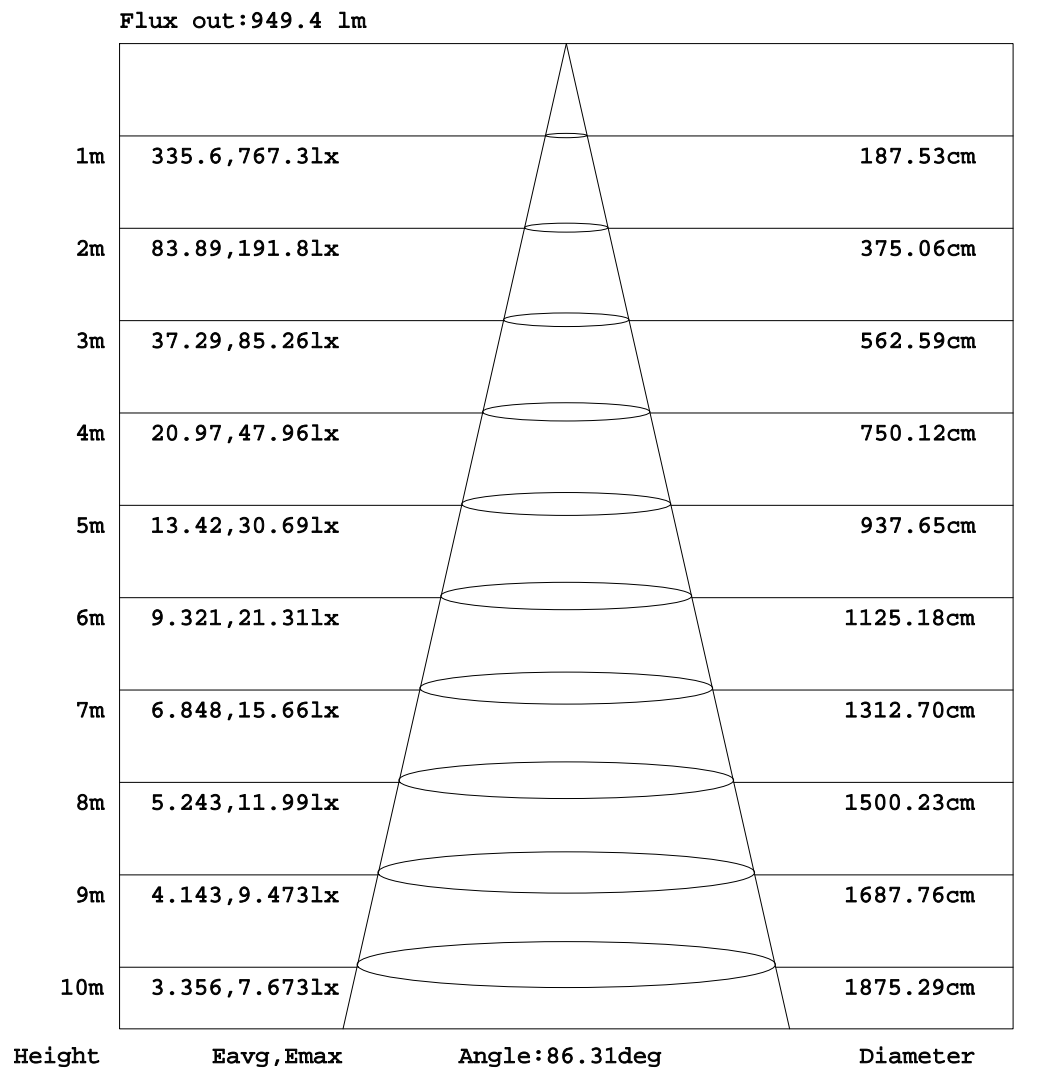 Flux out:949.4 lm
1m 335.6,767.3lx 187.53cm
2m 83.89,191.8lx 375.06cm
3m 37.29,85.26lx 562.59cm
4m 20.97,47.96lx 750.12cm
5m 13.42,30.69lx 937.65cm
6m 9.321,21.31lx 1125.18cm
7m 6.848,15.66lx 1312.70cm
8m 5.243,11.99lx 1500.23cm
9m 4.143,9.473lx 1687.76cm
10m 3.356,7.673lx 1875.29cm
Height Eavg,Emax Angle:86.31deg Diameter